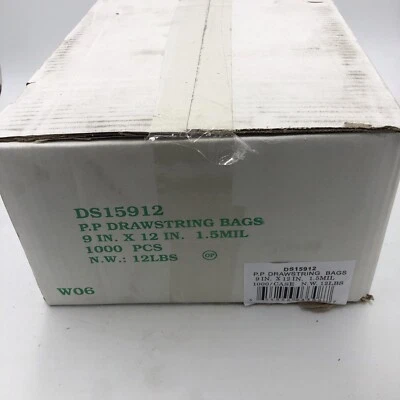 DS15912
P.P DRAWSTRING BAGS
9 IN. X 12 IN. 1.5MIL
1000 PCS
N.W.: 12LBS
W06
DS15912
P.P DRAWSTRING BAGS
9 IN. X 12 IN. 1.5MIL
1000/CASE N.W. 12LBS